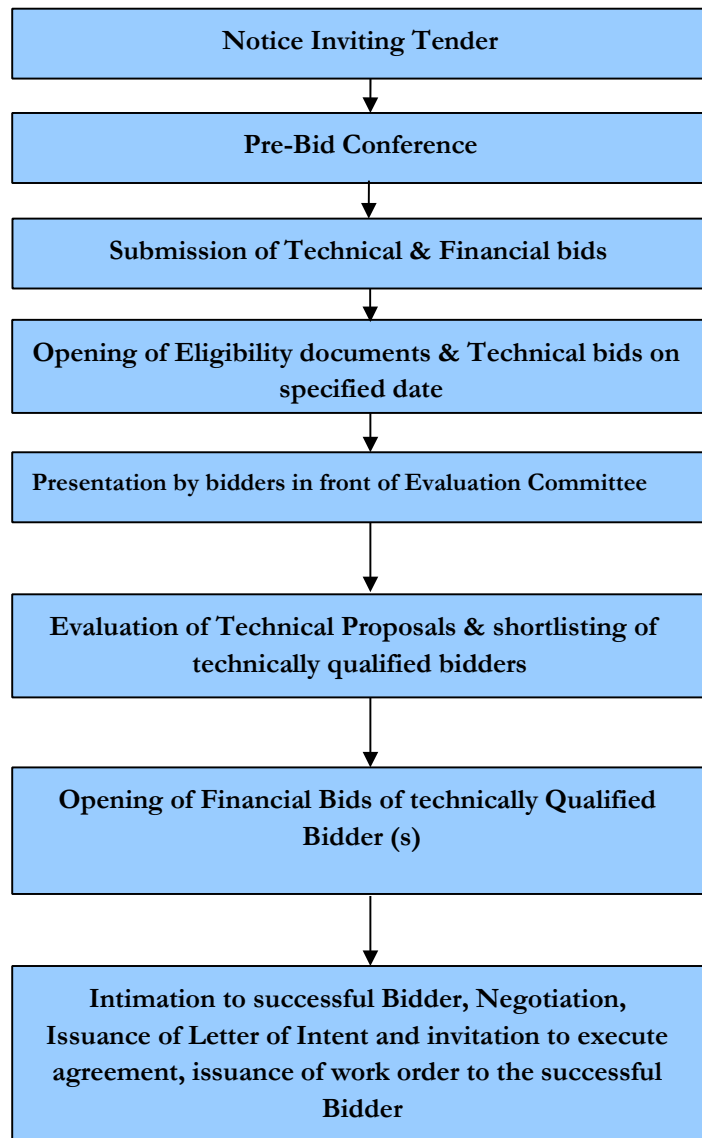 Notice Inviting Tender
Pre-Bid Conference
Submission of Technical & Financial bids
Opening of Eligibility documents & Technical bids on
specified date
Presentation by bidders in front of Evaluation Committee
Evaluation of Technical Proposals & shortlisting of
technically qualified bidders
Opening of Financial Bids of technically Qualified
Bidder (s)
Intimation to successful Bidder, Negotiation,
Issuance of Letter of Intent and invitation to execute
agreement, issuance of work order to the successful
Bidder